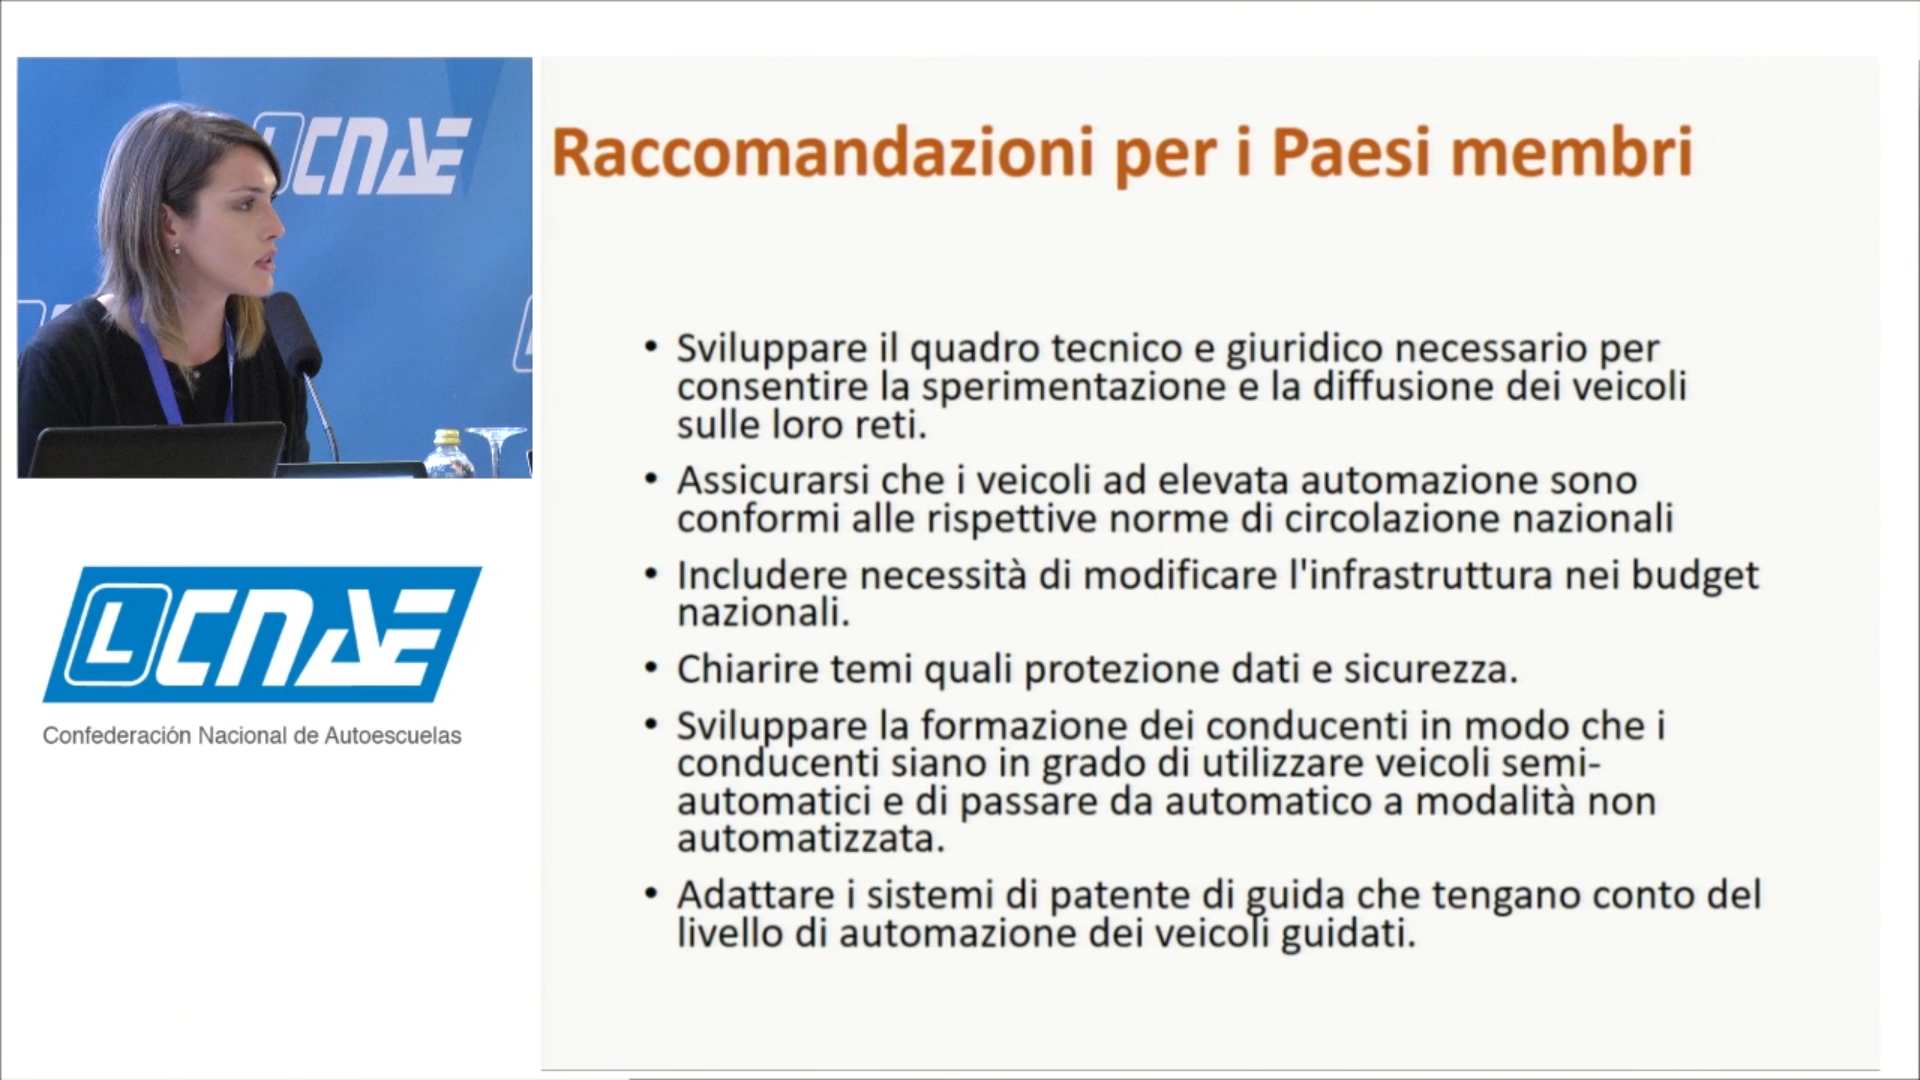 CNAE
Raccomandazioni per i Paesi membri
• Sviluppare il quadro tecnico e giuridico necessario per
consentire la sperimentazione e la diffusione dei veicoli
sulle loro reti.
• Assicurarsi che i veicoli ad elevata automazione sono
conformi alle rispettive norme di circolazione nazionali
• Includere necessità di modificare l'infrastruttura nei budget
nazionali.
• Chiarire temi quali protezione dati e sicurezza.
• Sviluppare la formazione dei conducenti in modo che i
conducenti siano in grado di utilizzare veicoli semi-
automatici e di passare da automatico a modalità non
automatizzata.
• Adattare i sistemi di patente di guida che tengano conto del
livello di automazione dei veicoli guidati.
L CNAE
Confederación Nacional de Autoescuelas